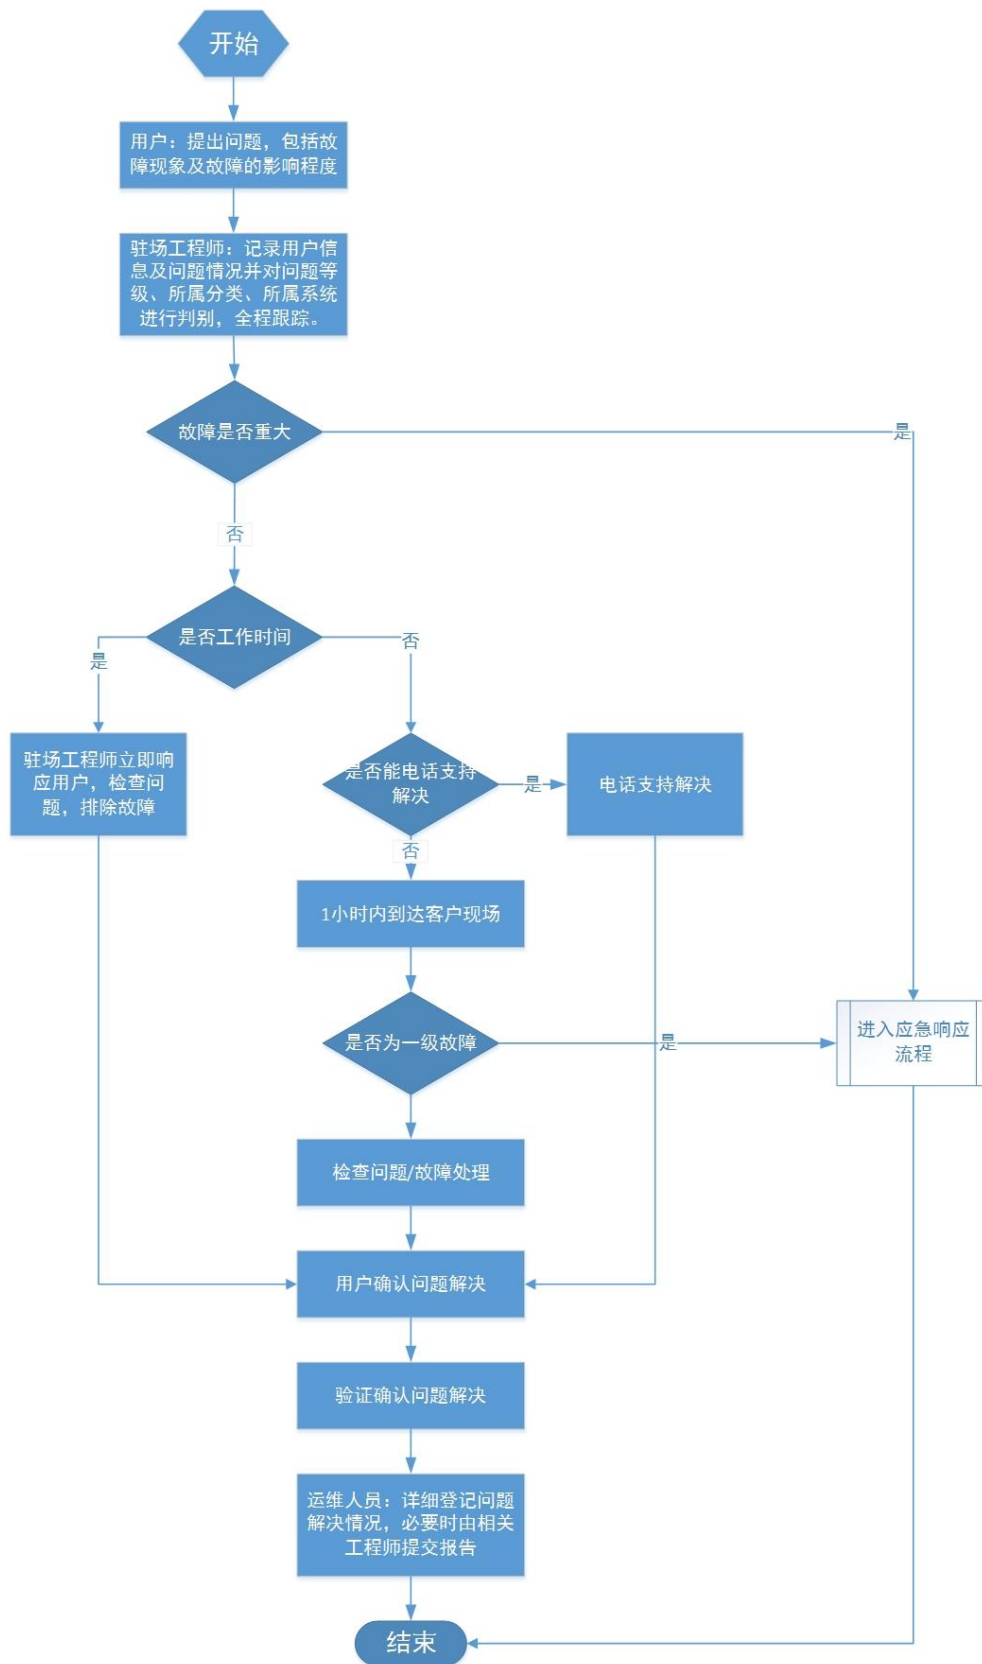 开始
用户：提出问题，包括故
障现象及故障的影响程度
驻场工程师：记录用户信
息及问题情况并对问题等
级、所属分类、所属系统
进行判别，全程跟踪。
故障是否重大
是
否
是否工作时间
是
否
驻场工程师立即响
应用户，检查问
题，排除故障
是否能电话支持
解决
是
电话支持解决
否
1小时内到达客户现场
是否为一级故障
是
进入应急响应
流程
检查问题/故障处理
用户确认问题解决
验证确认问题解决
运维人员：详细登记问题
解决情况，必要时由相关
工程师提交报告
结束